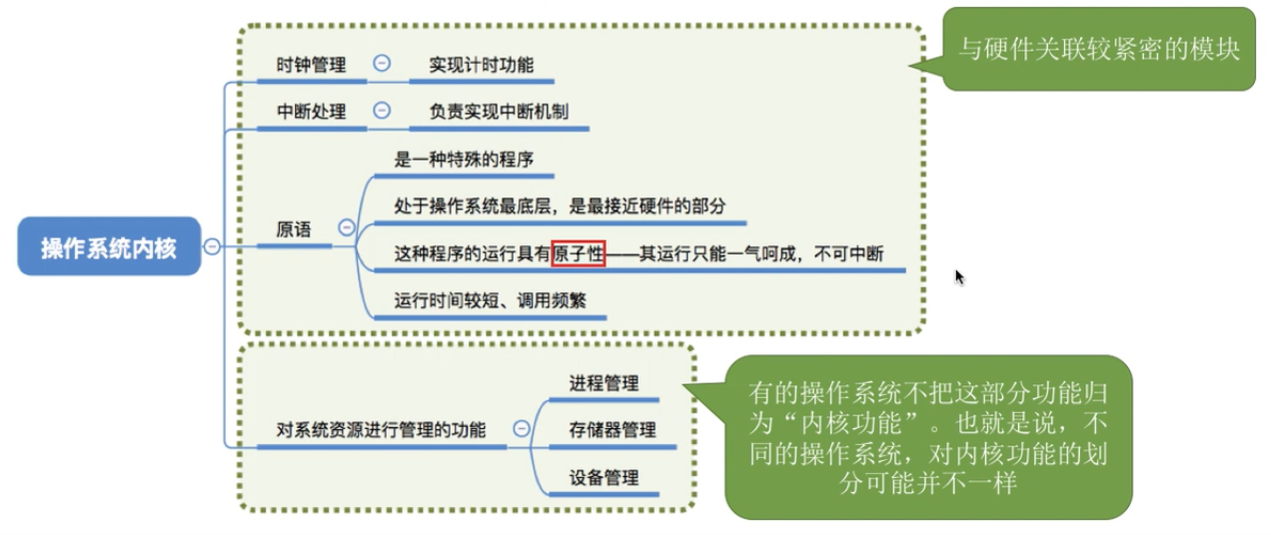 与硬件关联较紧密的模块
时钟管理
实现计时功能
中断处理
负责实现中断机制
是一种特殊的程序
处于操作系统最底层，是最接近硬件的部分
原语
这种程序的运行具有原子性——其运行只能一气呵成，不可中断
运行时间较短、调用频繁
操作系统内核
进程管理
对系统资源进行管理的功能
存储器管理
设备管理
有的操作系统不把这部分功能归
为“内核功能”。也就是说，不
同的操作系统，对内核功能的划
分可能并不一样